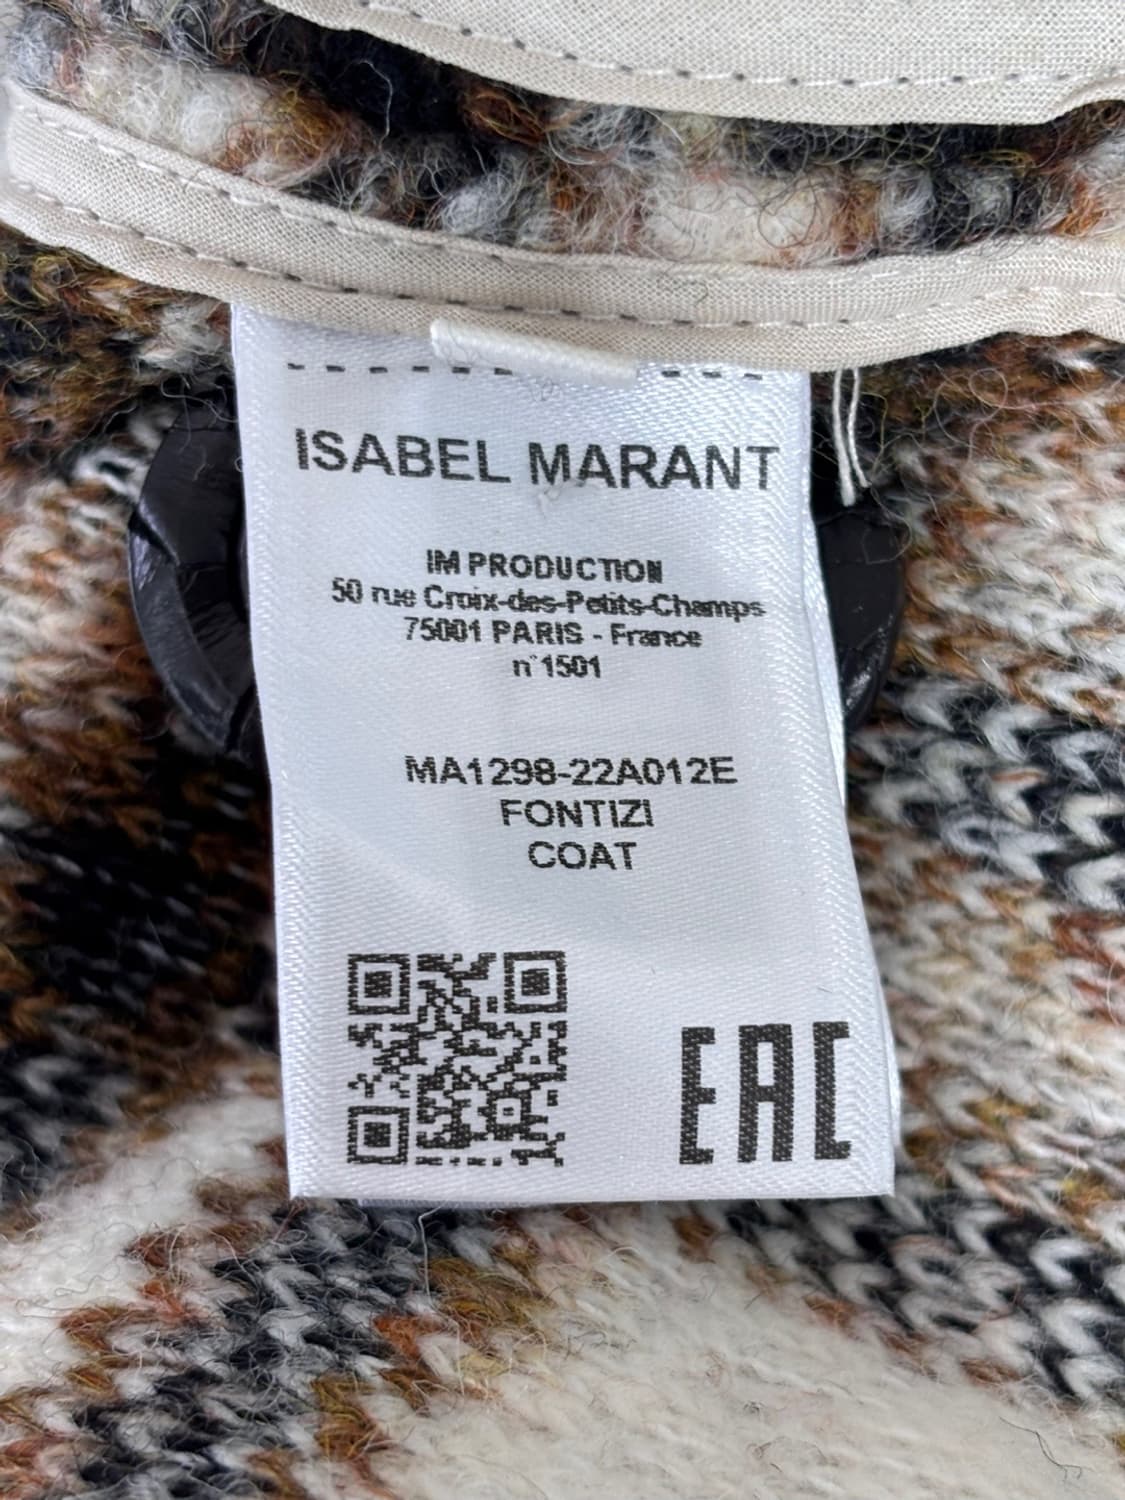 ISABEL MARANT
IM PRODUCTION
50 rue Croix-des-Petits-Champs
75001 PARIS - France
n°1501
MA1298-22A012E
FONTIZI
COAT
EAC